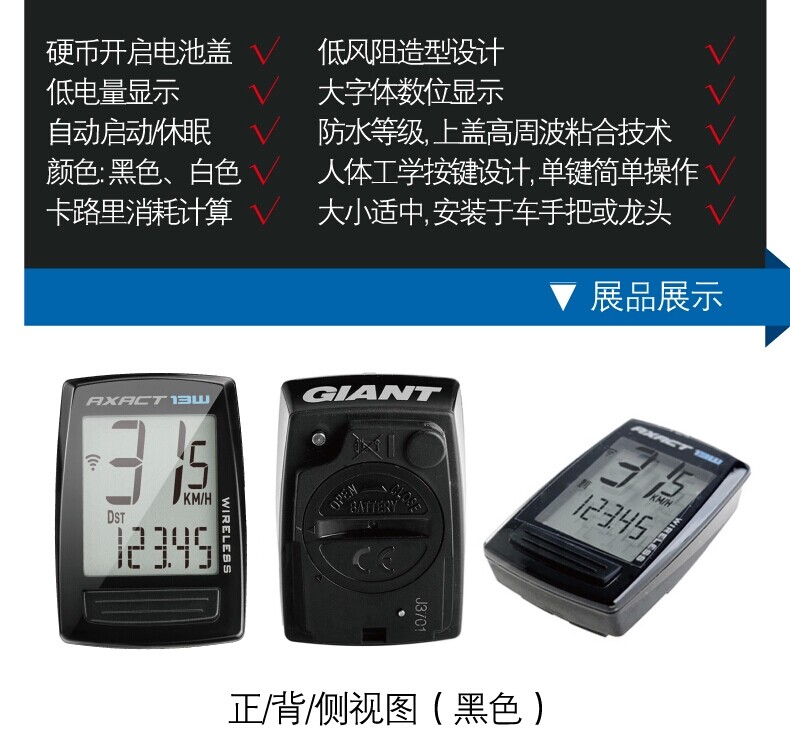 硬币开启电池盖 √ 低风阻造型设计 √
低电量显示 √ 大字体数位显示 √
自动启动/休眠 √ 防水等级, 上盖高周波粘合技术 √
颜色: 黑色、白色 √ 人体工学按键设计, 单键简单操作 √
卡路里消耗计算 √ 大小适中, 安装于车手把或龙头 √
▼ 展品展示
AXACT 13W
31.5
KM/H
DST
123.45
WIRELESS
GIANT
OPEN CLOSE
BATTERY
CE
J3701
AXACT 13W
31.5
KM/H
123.45
WIRELESS
正/背/侧视图（黑色）